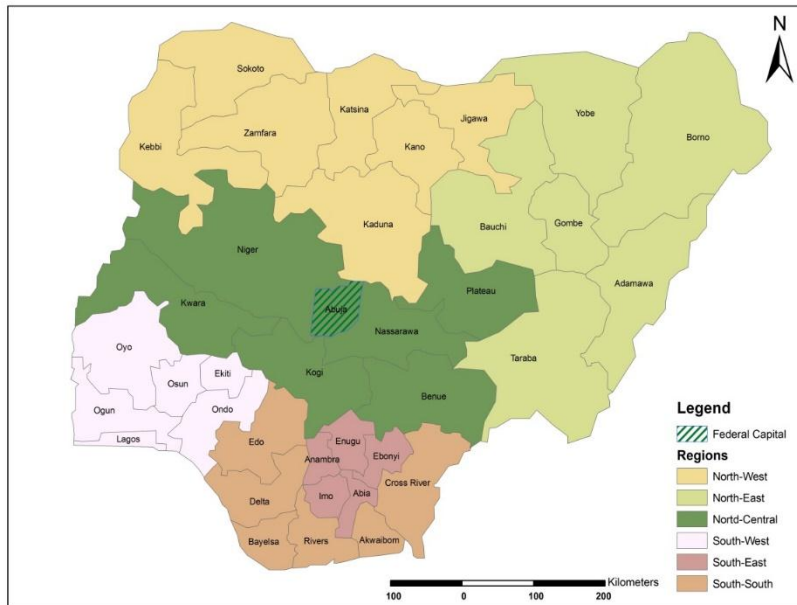 N
Sokoto
Katsina
Jigawa
Yobe
Borno
Zamfara
Kano
Kebbi
Kaduna
Bauchi
Gombe
Niger
Adamawa
Plateau
Kwara
Abuja
Nassarawa
Oyo
Taraba
Ekiti
Kogi
Osun
Benue
Ogun
Ondo
Lagos
Edo
Enugu
Anambra
Ebonyi
Cross River
Imo
Abia
Delta
Bayelsa
Rivers
Akwaibom
Legend
Federal Capital
Regions
North-West
North-East
Nortd-Central
South-West
South-East
South-South
Kilometers
100 0 100 200